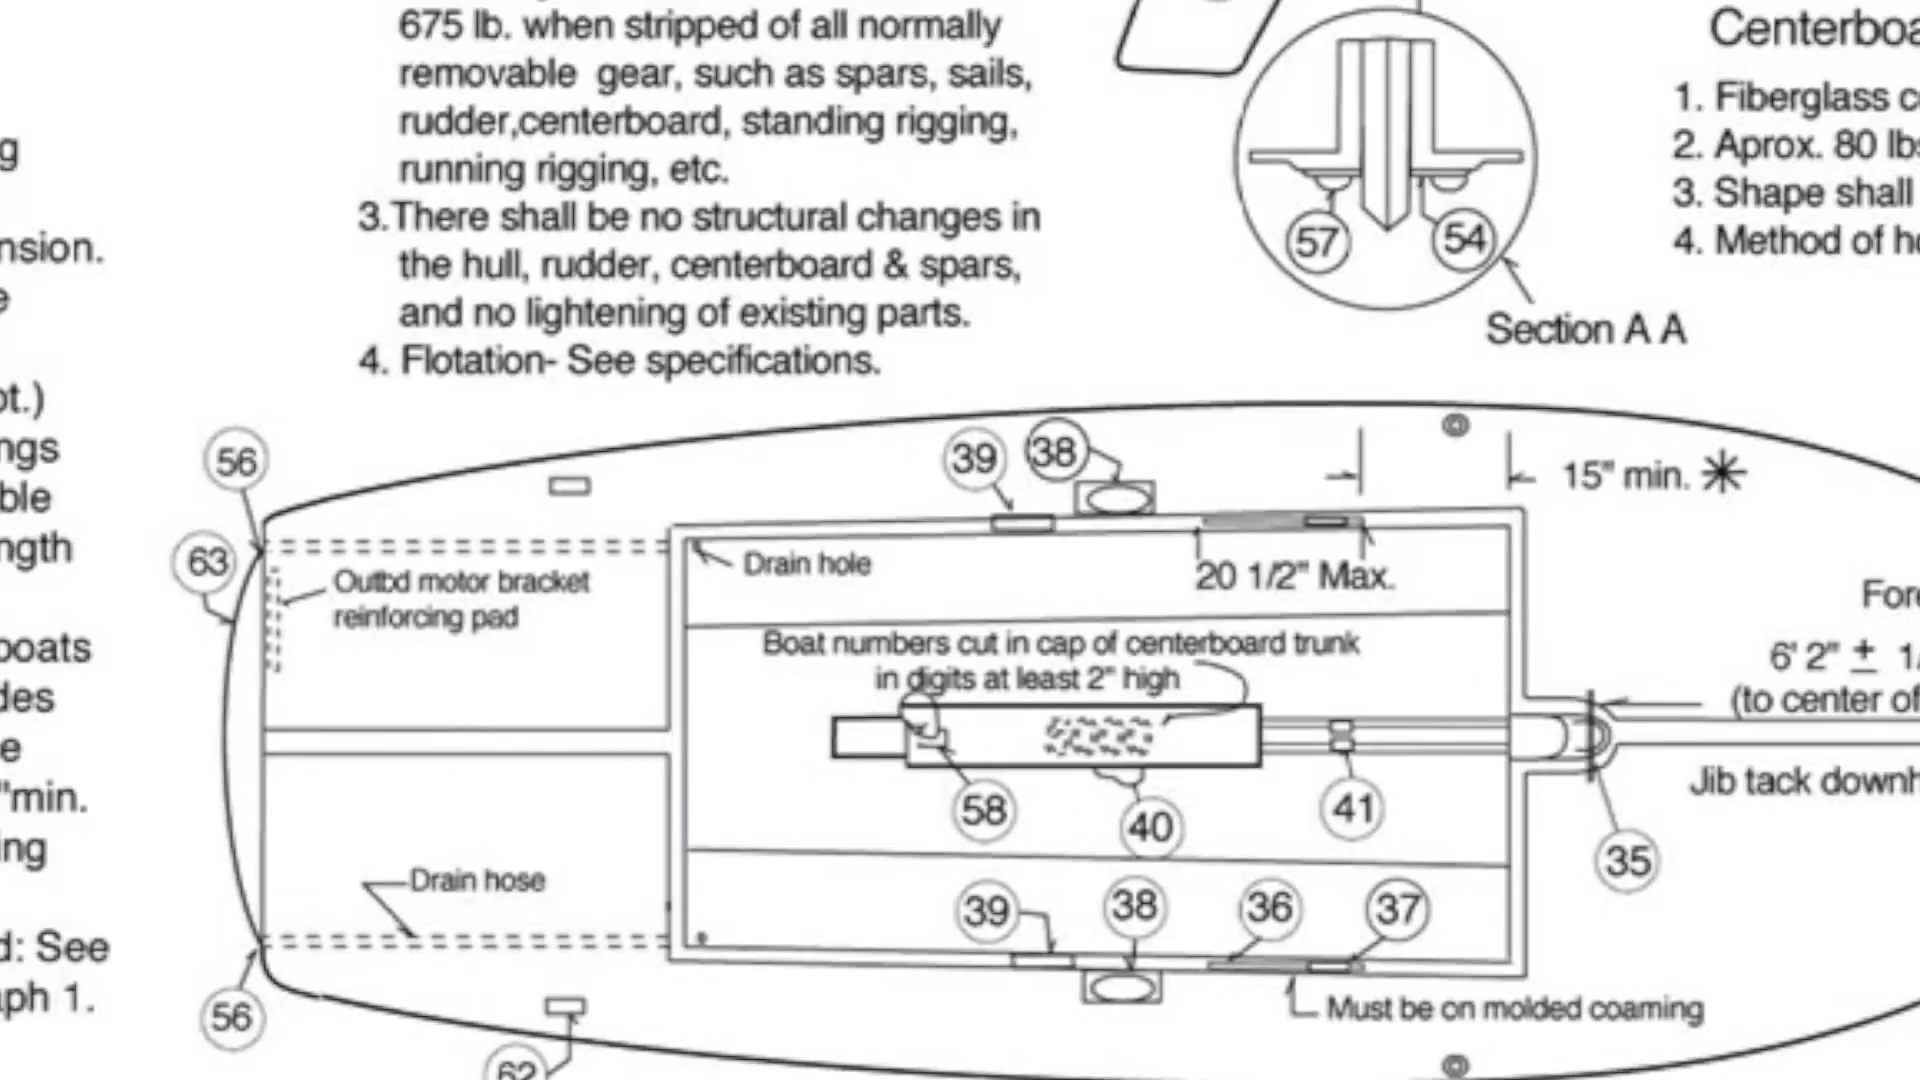 675 lb. when stripped of all normally
removable gear, such as spars, sails,
rudder,centerboard, standing rigging,
running rigging, etc.
3.There shall be no structural changes in
the hull, rudder, centerboard & spars,
and no lightening of existing parts.
4. Flotation- See specifications.
g
nsion.
e
ot.)
ngs
ble
ngth
boats
des
e
"min.
ing
d: See
aph 1.
57
54
Section A A
Centerboa
1. Fiberglass c
2. Aprox. 80 lbs
3. Shape shall
4. Method of ho
56
63
39
38
15" min. *
Drain hole
20 1/2" Max.
Outbd motor bracket
reinforcing pad
Boat numbers cut in cap of centerboard trunk
in digits at least 2" high
Fore
6' 2" ± 1/
(to center of
58
40
41
Jib tack downh
35
Drain hose
39
38
36
37
56
Must be on molded coaming
62